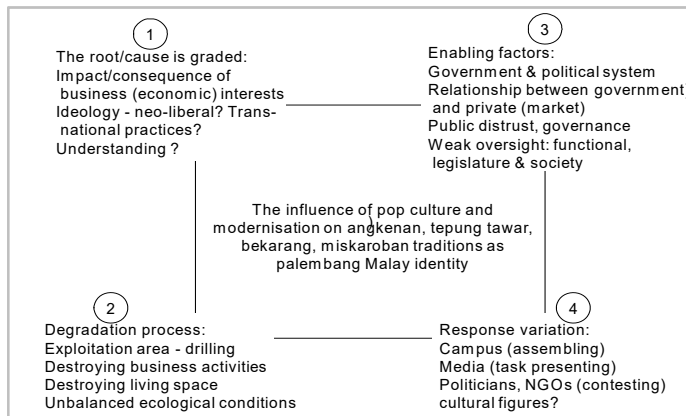 1
The root/cause is graded:
Impact/consequence of
business (economic) interests
Ideology - neo-liberal? Trans-
national practices?
Understanding ?
3
Enabling factors:
Government & political system
Relationship between government
and private (market)
Public distrust, governance
Weak oversight: functional,
legislature & society
The influence of pop culture and
modernisation on angkenan, tepung tawar,
bekarang, miskaroban traditions as
palembang Malay identity
2
Degradation process:
Exploitation area - drilling
Destroying business activities
Destroying living space
Unbalanced ecological conditions
4
Response variation:
Campus (assembling)
Media (task presenting)
Politicians, NGOs (contesting)
cultural figures?